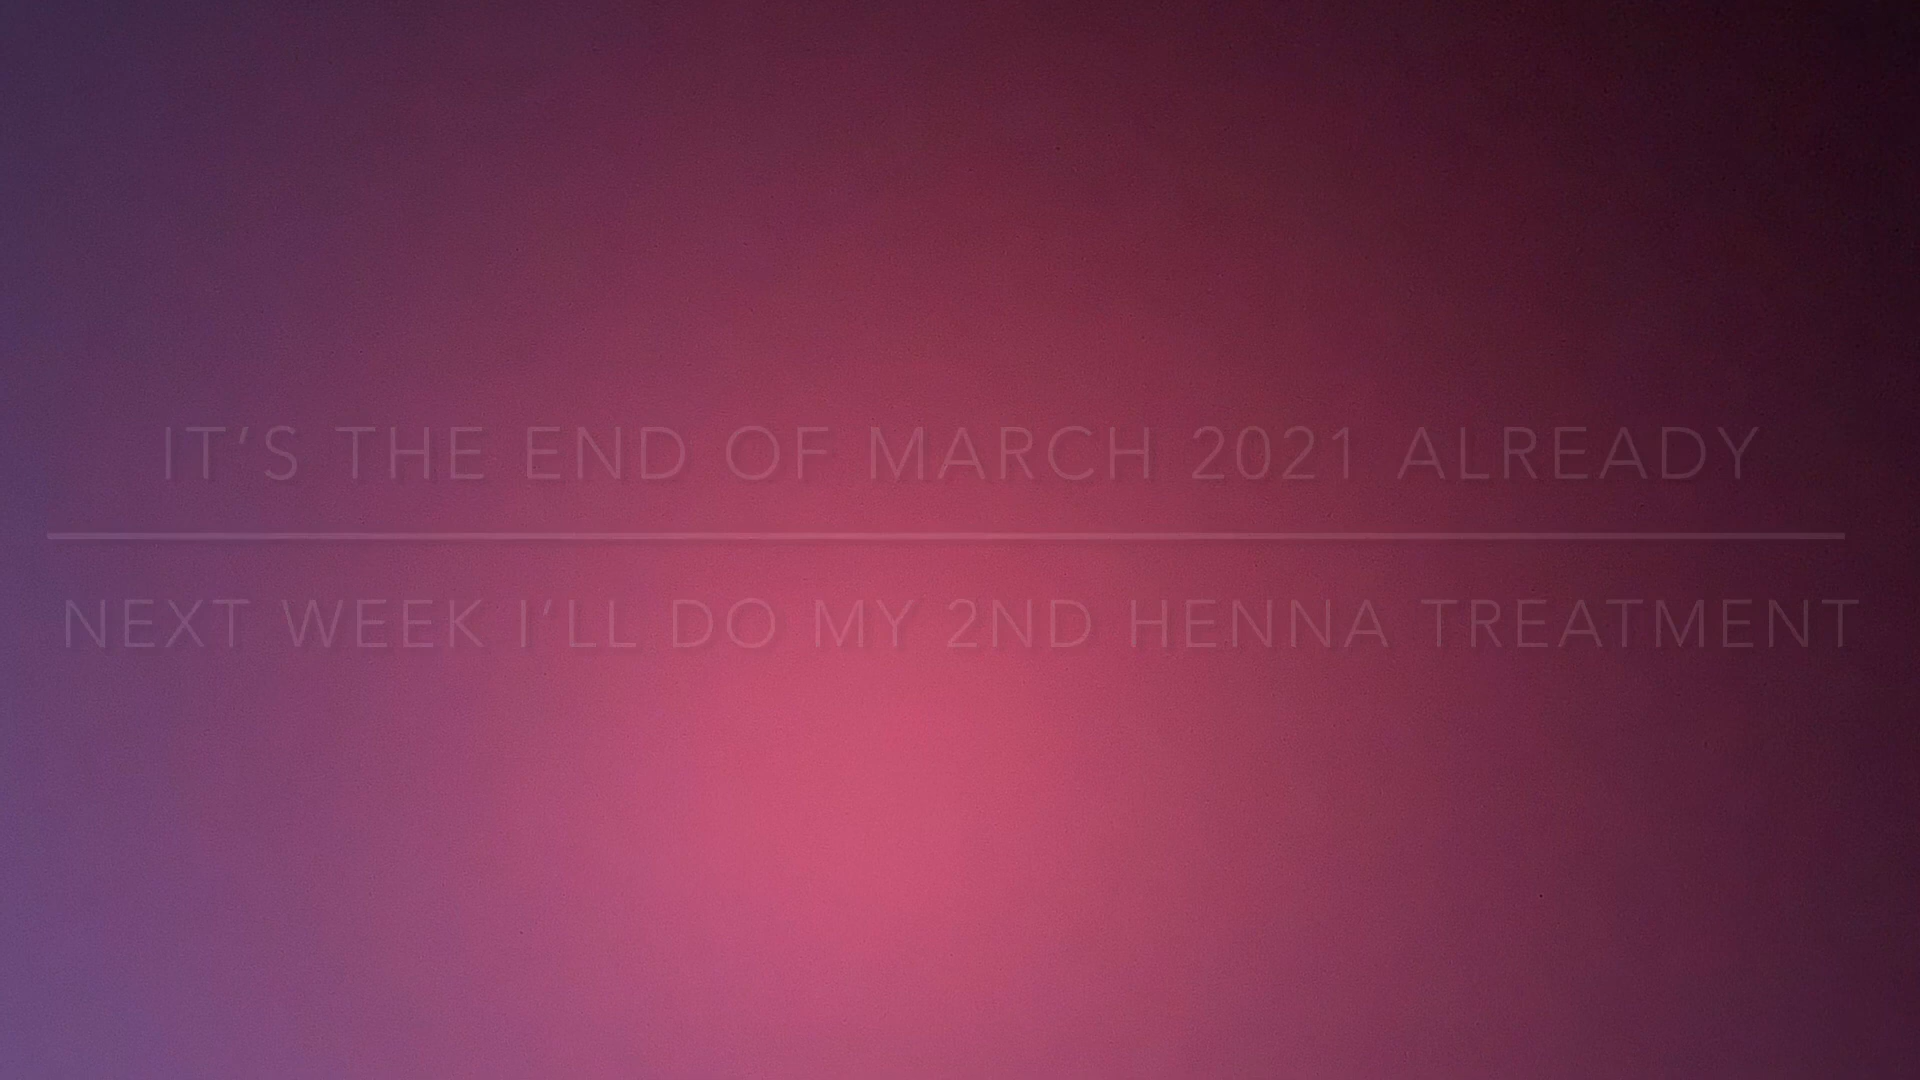 IT’S THE END OF MARCH 2021 ALREADY
NEXT WEEK I’LL DO MY 2ND HENNA TREATMENT